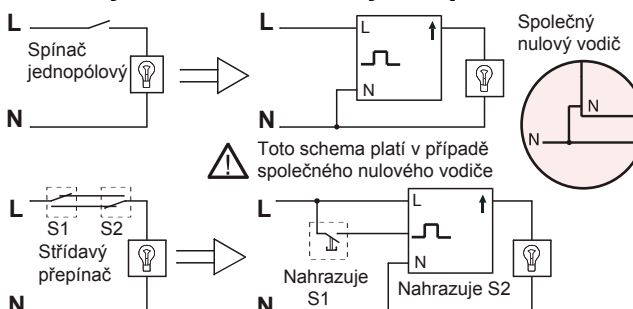 L
Spínač
jednopólový
N
L
L
N
N
Společný
nulový vodič
N
N
Toto schema platí v případě
společného nulového vodiče
L
S1 S2
Střídavý
přepínač
N
L
L
N
Nahrazuje
S1
Nahrazuje S2
N